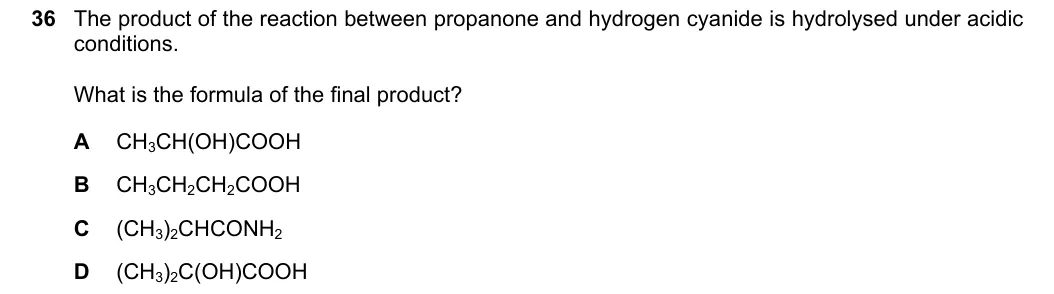 36 The product of the reaction between propanone and hydrogen cyanide is hydrolysed under acidic
conditions.
What is the formula of the final product?
A CH₃CH(OH)COOH
B CH₃CH₂CH₂COOH
C (CH₃)₂CHCONH₂
D (CH₃)₂C(OH)COOH